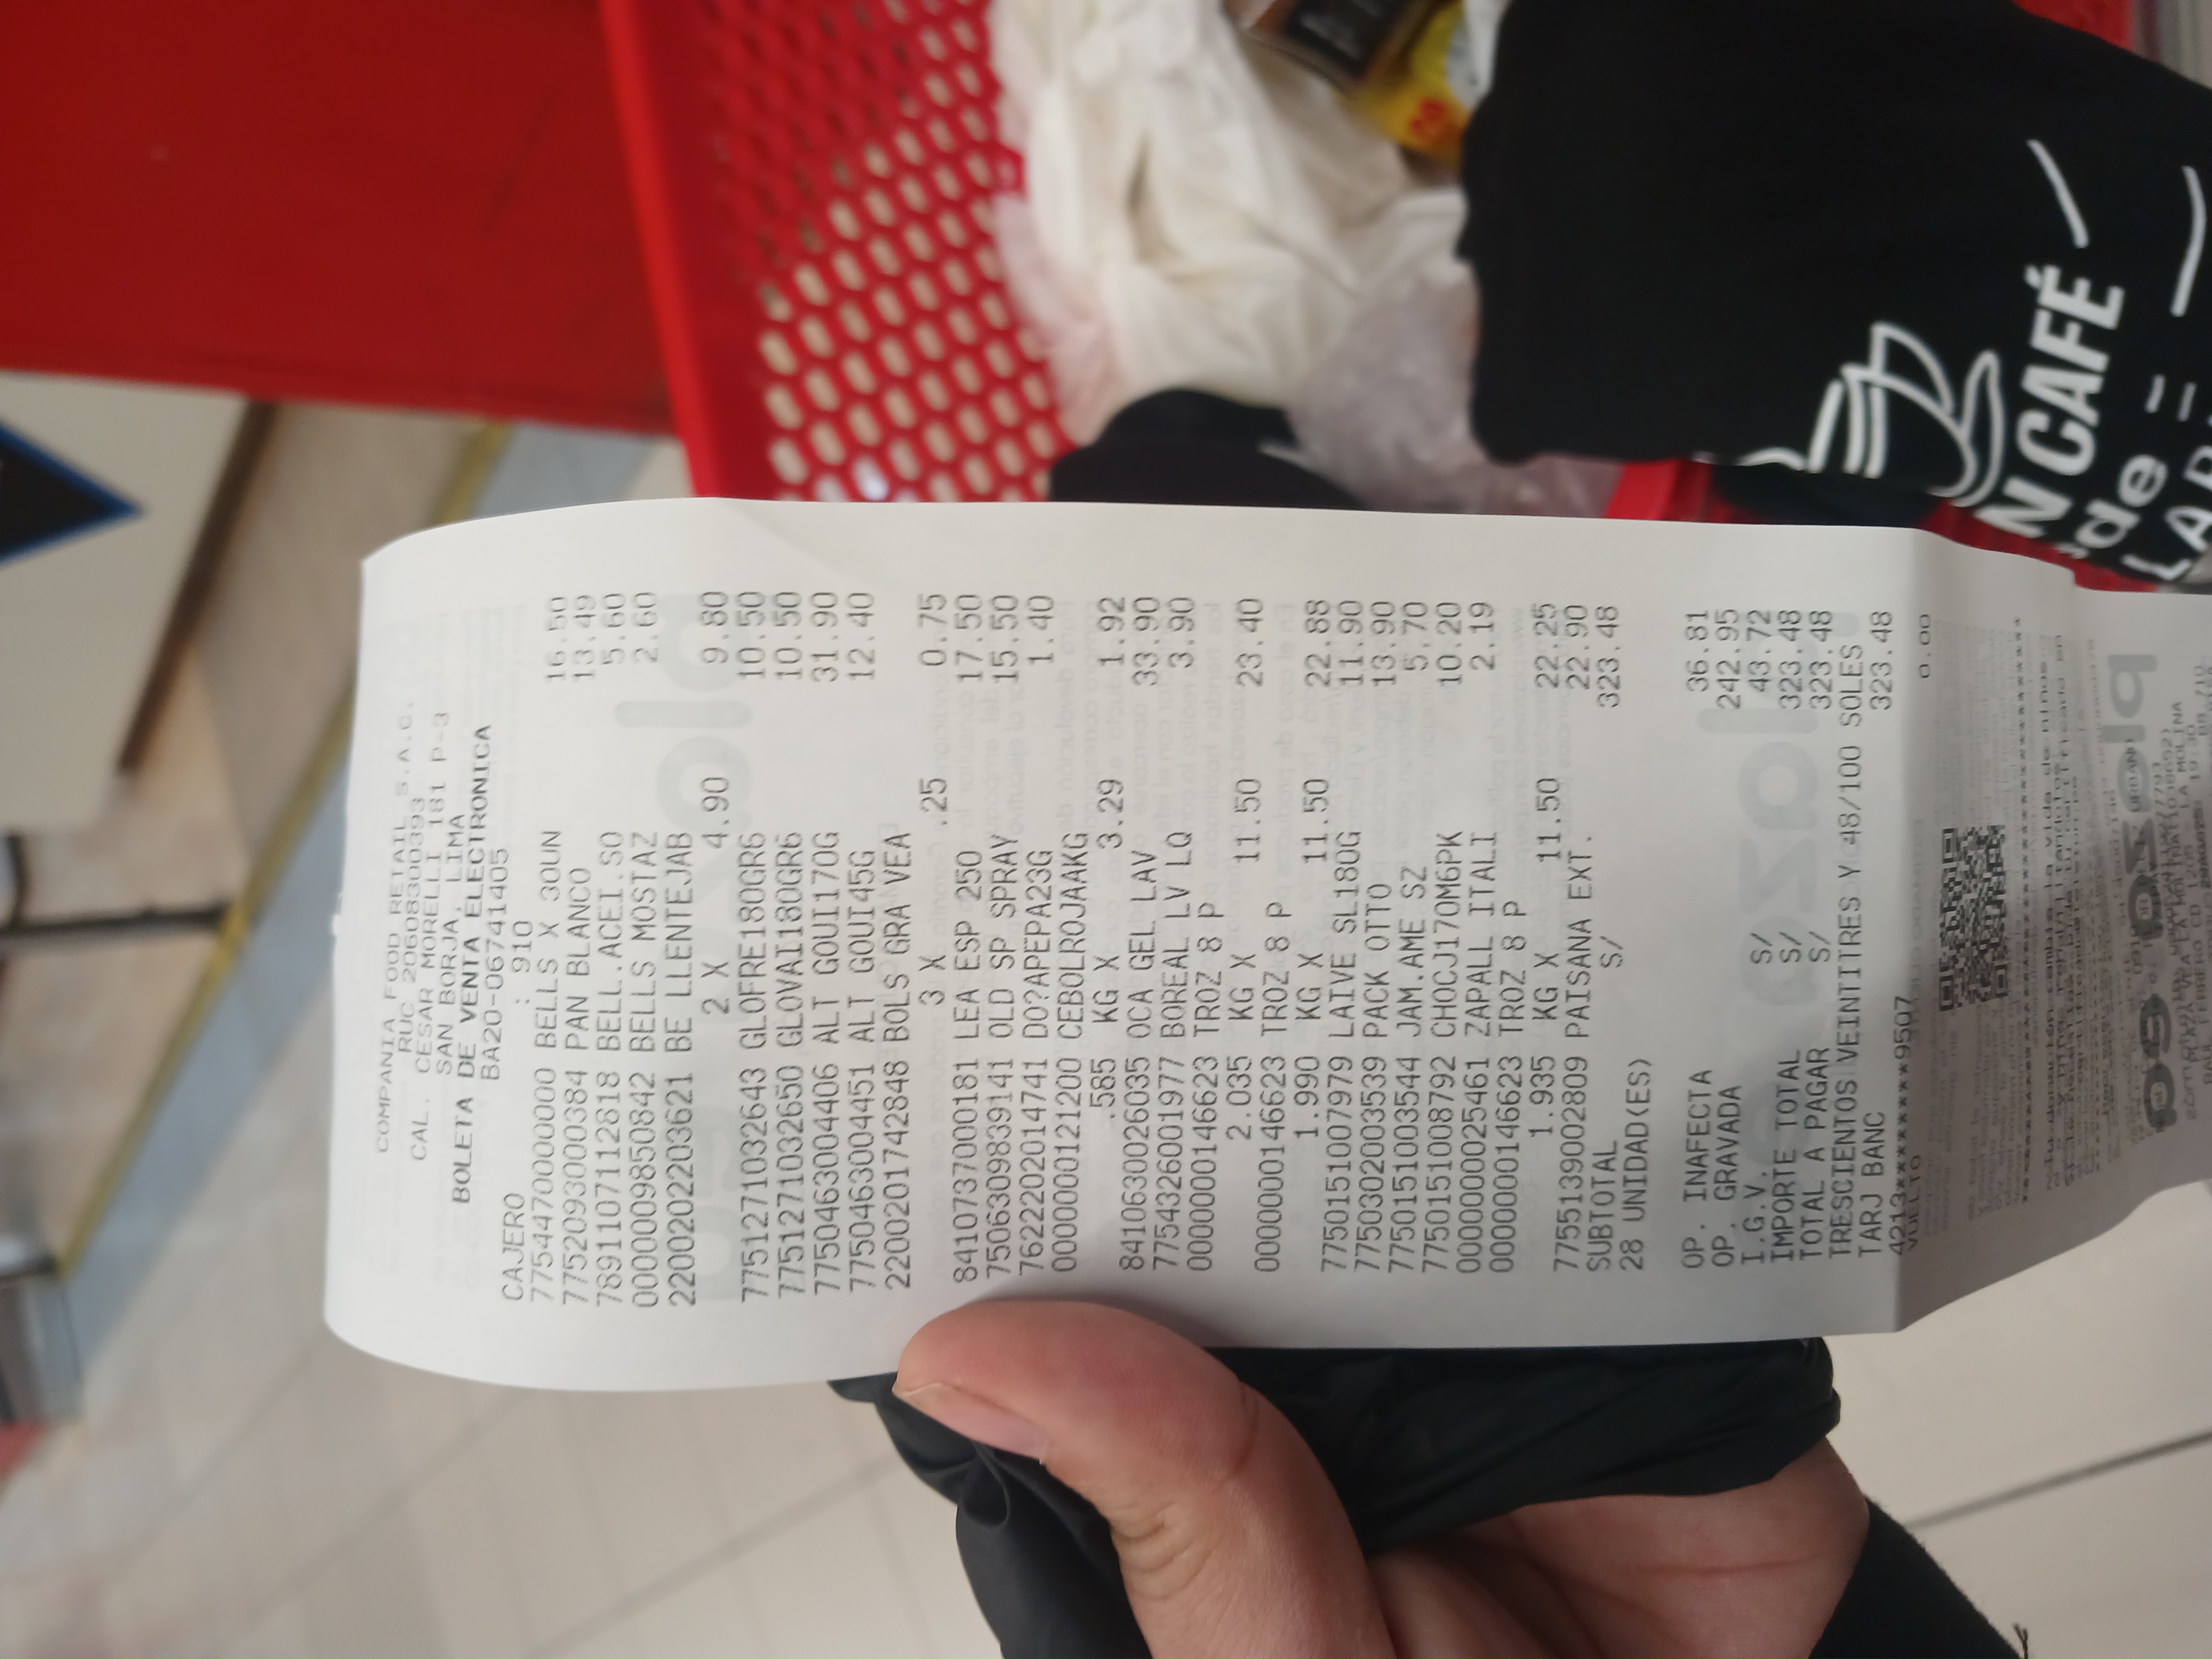 COMPANIA FOOD RETAIL S.A.C.
RUC 20608300393
CAL. CESAR MORELLI 181 P-3
SAN BORJA, LIMA
BOLETA DE VENTA ELECTRONICA
BA20-06741405
CAJERO : 910
7754470000000 BELLS X 30UN 16.50
7752093000384 PAN BLANCO 13.49
7891107112818 BELL.ACEI.SO 5.60
0000009850842 BELLS MOSTAZ 2.60
2200202203621 BE LLENTEJAB
2 X 4.90 9.80
7751271032643 GLOFRE180GR6 10.50
7751271032650 GLOVAI180GR6 10.50
7750463004406 ALT GOUI170G 31.90
7750463004451 ALT GOUI45G 12.40
2200201742848 BOLS GRA VEA
3 X .25 0.75
8410737000181 LEA ESP 250 17.50
7506309839141 OLD SP SPRAY 15.50
7622202014741 DO?APEPA23G 1.40
0000000121200 CEBOLROJAAKG
.585 KG X 3.29 1.92
8410630026035 OCA GEL LAV 33.90
7754326001977 BOREAL LV LQ 3.90
0000000146623 TROZ 8 P
2.035 KG X 11.50 23.40
0000000146623 TROZ 8 P
1.990 KG X 11.50 22.88
7750151007979 LAIVE SL180G 11.90
7750302003539 PACK OTTO 13.90
7750151003544 JAM.AME SZ 5.70
7750151008792 CHOCJ170M6PK 10.20
0000000025461 ZAPALL ITALI 2.19
0000000146623 TROZ 8 P
1.935 KG X 11.50 22.25
7755139002809 PAISANA EXT. 22.90
SUBTOTAL S/ 323.48
28 UNIDAD(ES)
OP. INAFECTA 36.81
OP. GRAVADA 242.95
I.G.V. S/ 43.72
IMPORTE TOTAL S/ 323.48
TOTAL A PAGAR S/ 323.48
TRESCIENTOS VEINTITRES Y 48/100 SOLES
TARJ BANC 323.48
4213********9507
VUELTO 0.00
Tu donación cambia la vida de niños
plaza vea
PLAZA VEA LA MOLINA(1038652)
RAUL FERRERO CD 1205 - LA MOLINA
N CAFÉ
de